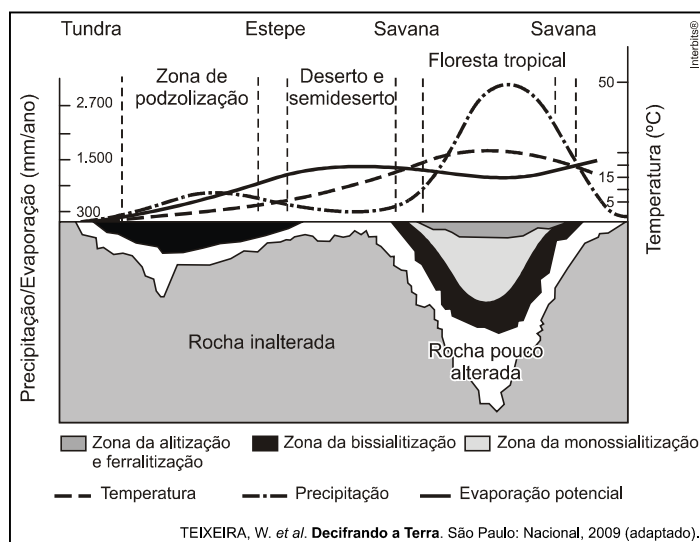 Tundra Estepe Savana Savana
Interbits®
Zona de
podzolização
Deserto e
semideserto
Floresta tropical
Precipitação/Evaporação (mm/ano)
2.700
1.500
300
50
15
5
Temperatura (ºC)
Rocha inalterada
Rocha pouco
alterada
Zona da alitização
e ferralitização
Zona da bissialitização
Zona da monossialitização
Temperatura
Precipitação
Evaporação potencial
TEIXEIRA, W. et al. Decifrando a Terra. São Paulo: Nacional, 2009 (adaptado).